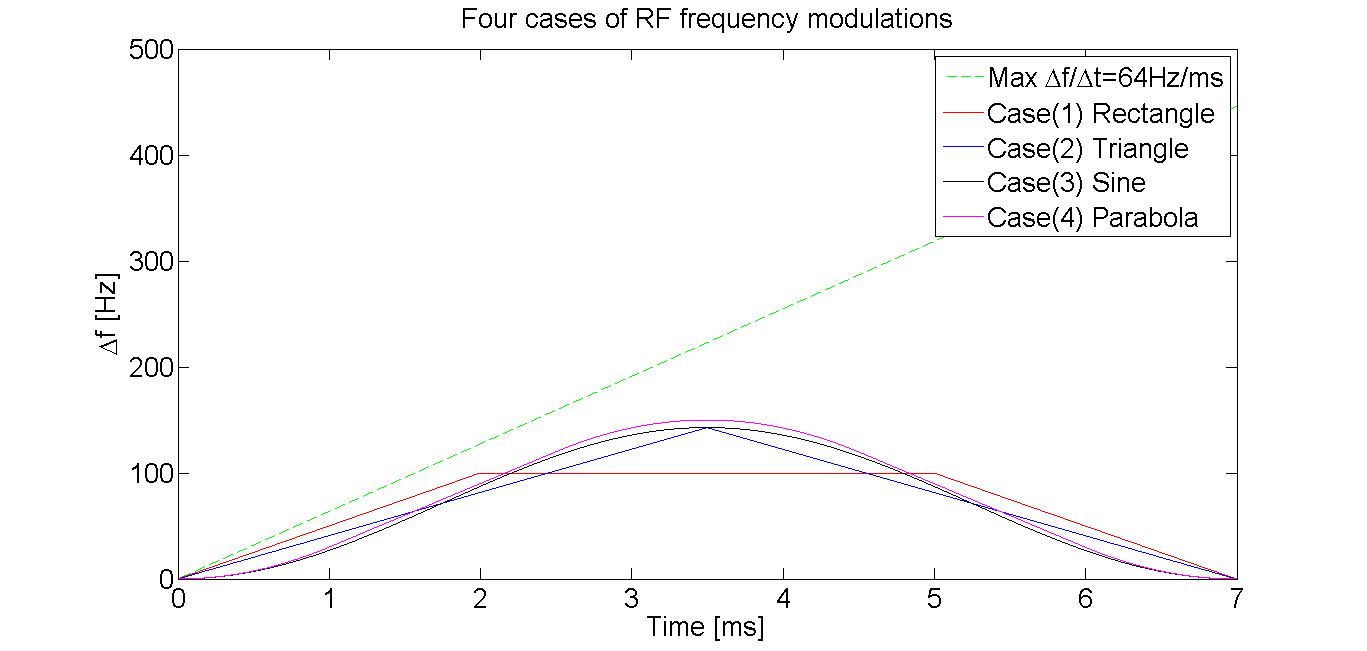 Four cases of RF frequency modulations
500
400
300
200
100
0
Δf [Hz]
Max Δf/Δt=64Hz/ms
Case(1) Rectangle
Case(2) Triangle
Case(3) Sine
Case(4) Parabola
0 1 2 3 4 5 6 7
Time [ms]